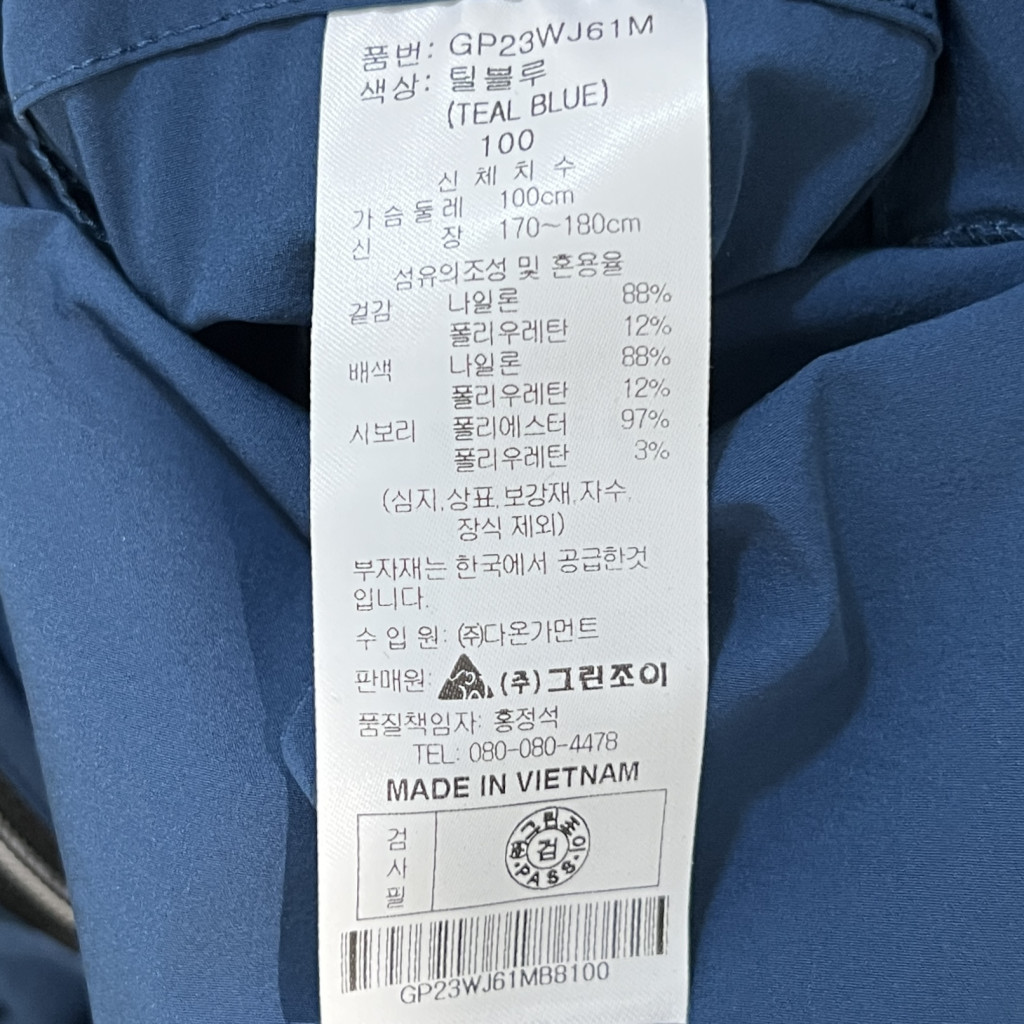 품번: GP23WJ61M
색상: 틸블루
(TEAL BLUE)
100
신 체 치 수
가슴둘레 100cm
신 장 170~180cm
섬유의조성 및 혼용율
겉감 나일론 88%
폴리우레탄 12%
배색 나일론 88%
폴리우레탄 12%
시보리 폴리에스터 97%
폴리우레탄 3%
(심지,상표,보강재,자수,
장식 제외)
부자재는 한국에서 공급한것
입니다.
수 입 원: ㈜다온가먼트
판매원: (주)그린조이
품질책임자: 홍정석
TEL: 080-080-4478
MADE IN VIETNAM
검사필
㈜그린조이
검
PASS
GP23WJ61MB8100